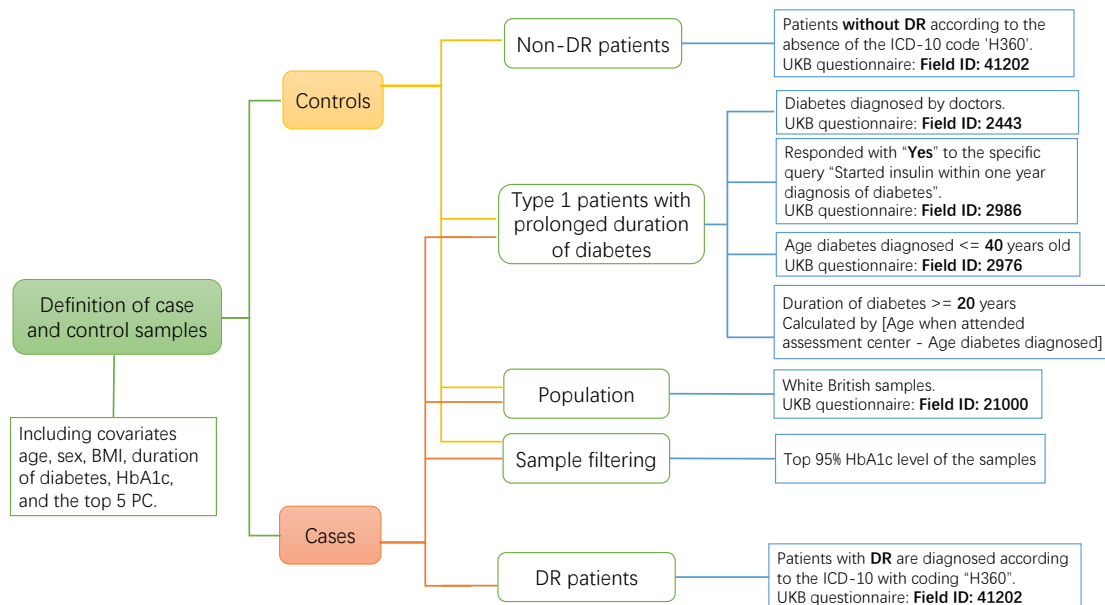 Definition of case
and control samples
Including covariates
age, sex, BMI, duration
of diabetes, HbA1c,
and the top 5 PC.
Controls
Cases
Non-DR patients
Type 1 patients with
prolonged duration
of diabetes
Population
Sample filtering
DR patients
Patients without DR according to the
absence of the ICD-10 code 'H360'.
UKB questionnaire: Field ID: 41202
Diabetes diagnosed by doctors.
UKB questionnaire: Field ID: 2443
Responded with “Yes” to the specific
query “Started insulin within one year
diagnosis of diabetes”.
UKB questionnaire: Field ID: 2986
Age diabetes diagnosed <= 40 years old
UKB questionnaire: Field ID: 2976
Duration of diabetes >= 20 years
Calculated by [Age when attended
assessment center - Age diabetes diagnosed]
White British samples.
UKB questionnaire: Field ID: 21000
Top 95% HbA1c level of the samples
Patients with DR are diagnosed according
to the ICD-10 with coding “H360”.
UKB questionnaire: Field ID: 41202